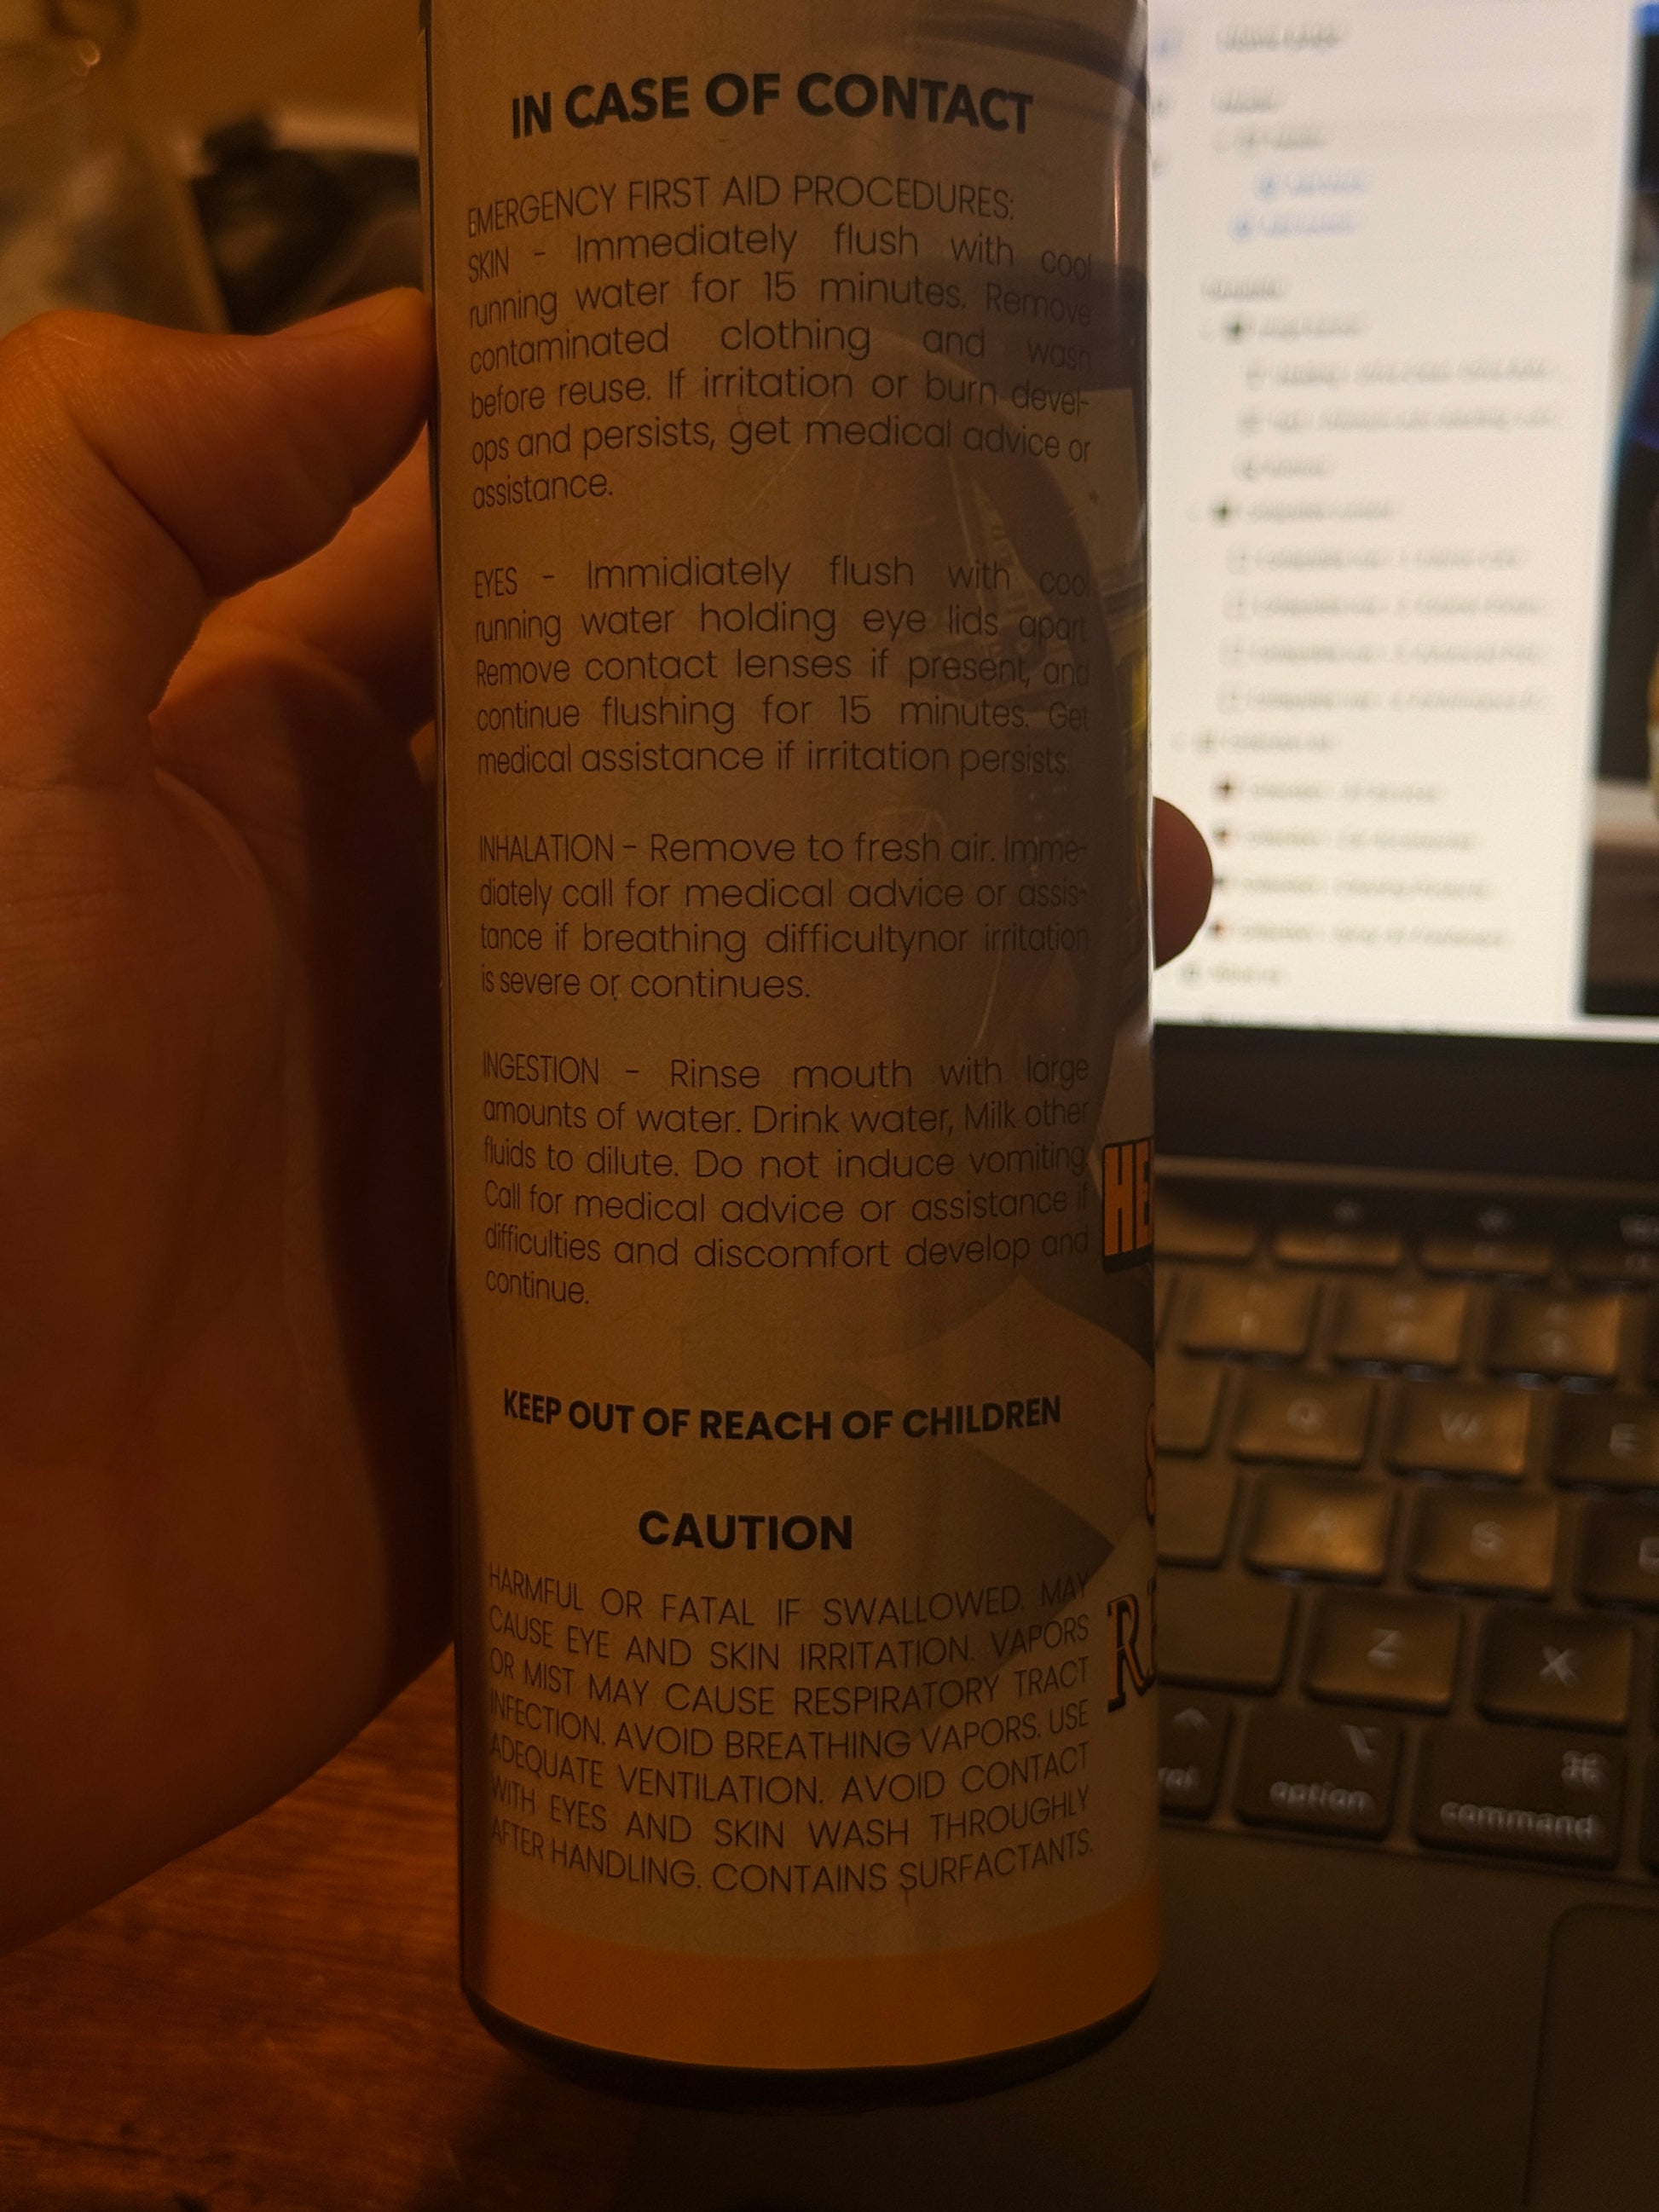 IN CASE OF CONTACT
EMERGENCY FIRST AID PROCEDURES:
SKIN - Immediately flush with cool
running water for 15 minutes. Remove
contaminated clothing and wash
before reuse. If irritation or burn devel-
ops and persists, get medical advice or
assistance.
EYES - Immidiately flush with cool
running water holding eye lids apart
Remove contact lenses if present, and
continue flushing for 15 minutes. Get
medical assistance if irritation persists.
INHALATION - Remove to fresh air. Imme-
diately call for medical advice or assis-
tance if breathing difficultynor irritation
is severe or continues.
INGESTION - Rinse mouth with large
amounts of water. Drink water, Milk other
fluids to dilute. Do not induce vomiting.
Call for medical advice or assistance if
difficulties and discomfort develop and
continue.
HE
KEEP OUT OF REACH OF CHILDREN
CAUTION
HARMFUL OR FATAL IF SWALLOWED. MAY
CAUSE EYE AND SKIN IRRITATION. VAPORS
OR MIST MAY CAUSE RESPIRATORY TRACT
INFECTION. AVOID BREATHING VAPORS. USE
ADEQUATE VENTILATION. AVOID CONTACT
WITH EYES AND SKIN WASH THROUGHLY
AFTER HANDLING. CONTAINS SURFACTANTS.
R
Q W E
A S
Z X
option command